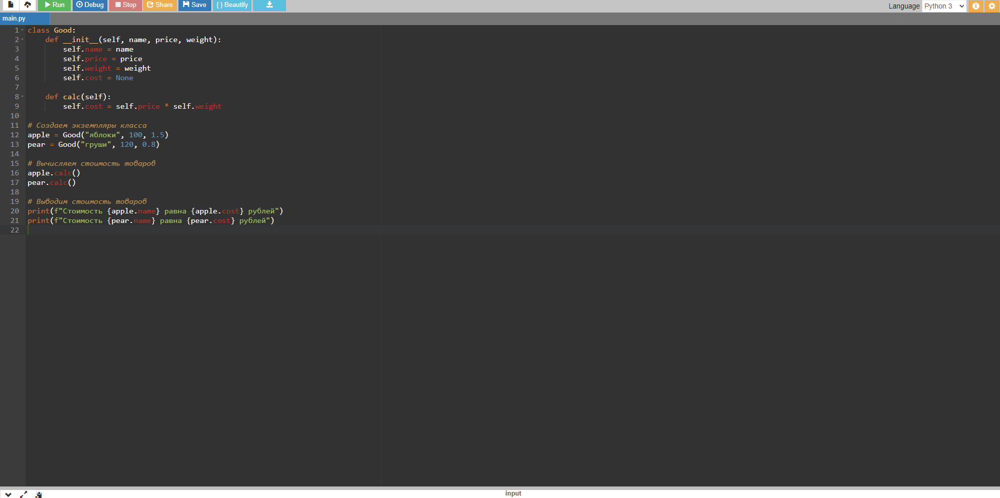 Run Debug Stop Share Save { } Beautify Language Python 3
main.py
1 class Good:
2     def __init__(self, name, price, weight):
3         self.name = name
4         self.price = price
5         self.weight = weight
6         self.cost = None
7
8     def calc(self):
9         self.cost = self.price * self.weight
10
11 # Создаем экземпляры класса
12 apple = Good("яблоки", 100, 1.5)
13 pear = Good("груши", 120, 0.8)
14
15 # Вычисляем стоимость товаров
16 apple.calc()
17 pear.calc()
18
19 # Выводим стоимость товаров
20 print(f"Стоимость {apple.name} равна {apple.cost} рублей")
21 print(f"Стоимость {pear.name} равна {pear.cost} рублей")
22
input